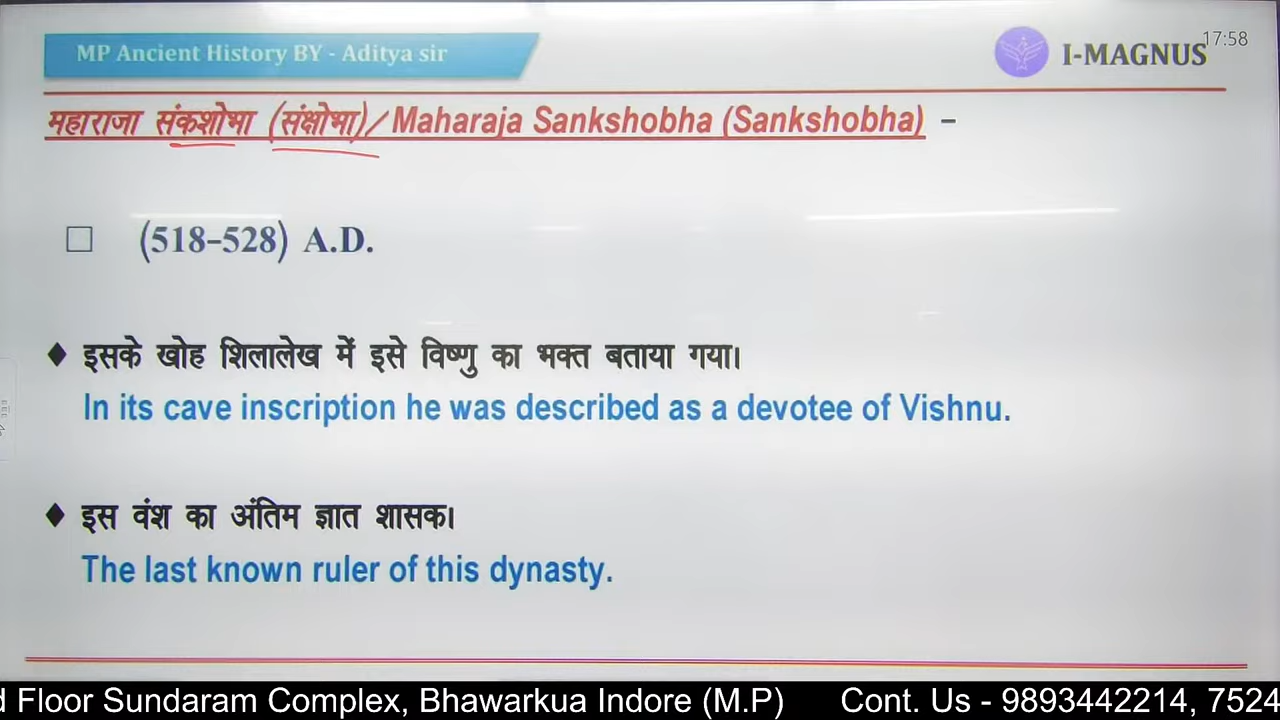 MP Ancient History BY - Aditya sir
I-MAGNUS
17:58
महाराजा संकशोभा (संक्षोभा)/Maharaja Sankshobha (Sankshobha) –
(518-528) A.D.
इसके खोह शिलालेख में इसे विष्णु का भक्त बताया गया।
In its cave inscription he was described as a devotee of Vishnu.
इस वंश का अंतिम ज्ञात शासक।
The last known ruler of this dynasty.
d Floor Sundaram Complex, Bhawarkua Indore (M.P) Cont. Us - 9893442214, 7524